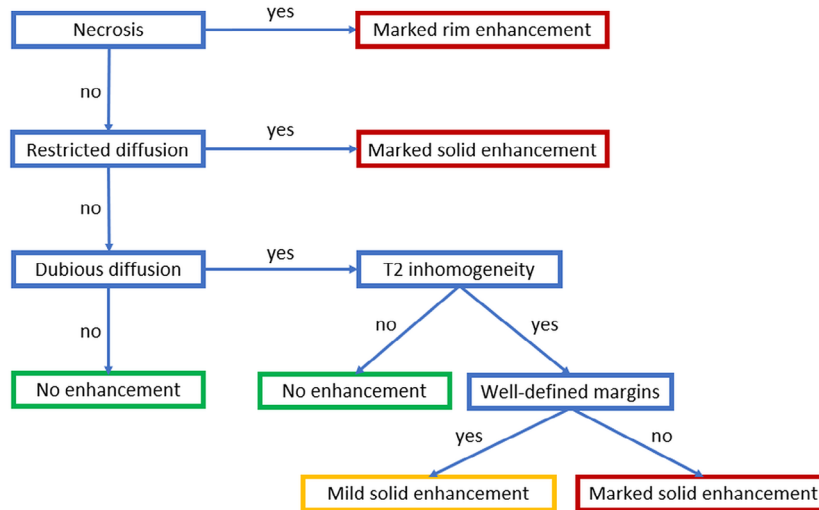 yes
Necrosis
Marked rim enhancement
no
yes
Restricted diffusion
Marked solid enhancement
no
yes
Dubious diffusion
T2 inhomogeneity
no
no
yes
No enhancement
No enhancement
Well-defined margins
yes
no
Mild solid enhancement
Marked solid enhancement